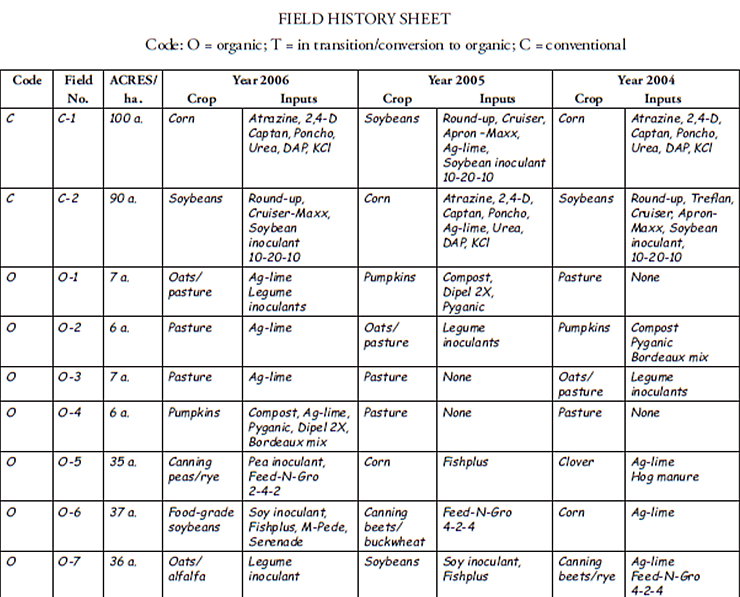 FIELD HISTORY SHEET
Code: O = organic; T = in transition/conversion to organic; C = conventional
Code Field No. ACRES/ ha. Year 2006 Year 2005 Year 2004
Crop Inputs Crop Inputs Crop Inputs
C C-1 100 a. Corn Atrazine, 2,4-D Soybeans Round-up, Cruiser, Corn Atrazine, 2,4-D,
Captan, Poncho, Apron -Maxx, Captan, Poncho,
Urea, DAP, KCl Ag-lime, Urea, DAP, KCl
Soybean inoculant
10-20-10
C C-2 90 a. Soybeans Round-up, Corn Atrazine, 2,4-D, Soybeans Round-up, Treflan,
Cruiser-Maxx, Captan, Poncho, Cruiser, Apron-
Soybean Ag-lime, Urea, Maxx, Soybean
inoculant DAP, KCl inoculant,
10-20-10 10-20-10
O O-1 7 a. Oats/ Ag-lime Pumpkins Compost, Pasture None
pasture Legume Dipel 2X,
inoculants Pyganic
O O-2 6 a. Pasture Ag-lime Oats/ Legume Pumpkins Compost
pasture inoculants Pyganic
Bordeaux mix
O O-3 7 a. Pasture Ag-lime Pasture None Oats/ Legume
pasture inoculants
O O-4 6 a. Pumpkins Compost, Ag-lime, Pasture None Pasture None
Pyganic, Dipel 2X,
Bordeaux mix
O O-5 35 a. Canning Pea inoculant, Corn Fishplus Clover Ag-lime
peas/rye Feed-N-Gro Hog manure
2-4-2
O O-6 37 a. Food-grade Soy inoculant, Canning Feed-N-Gro Corn Ag-lime
soybeans Fishplus, M-Pede, beets/ 4-2-4
Serenade buckwheat
O O-7 36 a. Oats/ Legume Soybeans Soy inoculant, Canning Ag-lime
alfalfa inoculant Fishplus beets/rye Feed-N-Gro
4-2-4